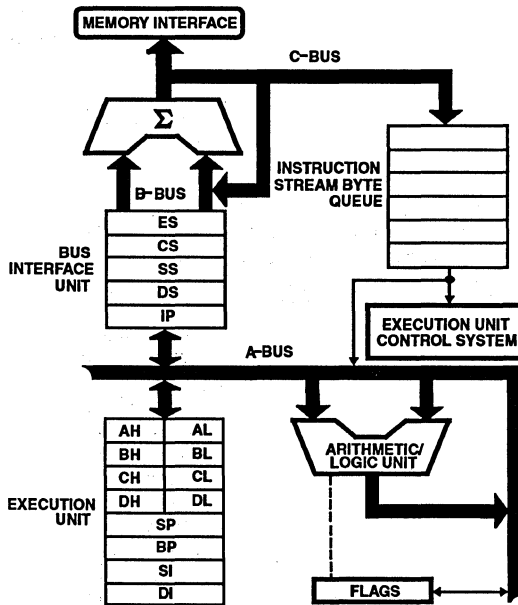 MEMORY INTERFACE
C-BUS
Σ
B-BUS
INSTRUCTION
STREAM BYTE
QUEUE
ES
CS
SS
DS
IP
BUS
INTERFACE
UNIT
EXECUTION UNIT
CONTROL SYSTEM
A-BUS
AH AL
BH BL
CH CL
DH DL
SP
BP
SI
DI
EXECUTION
UNIT
ARITHMETIC/
LOGIC UNIT
FLAGS